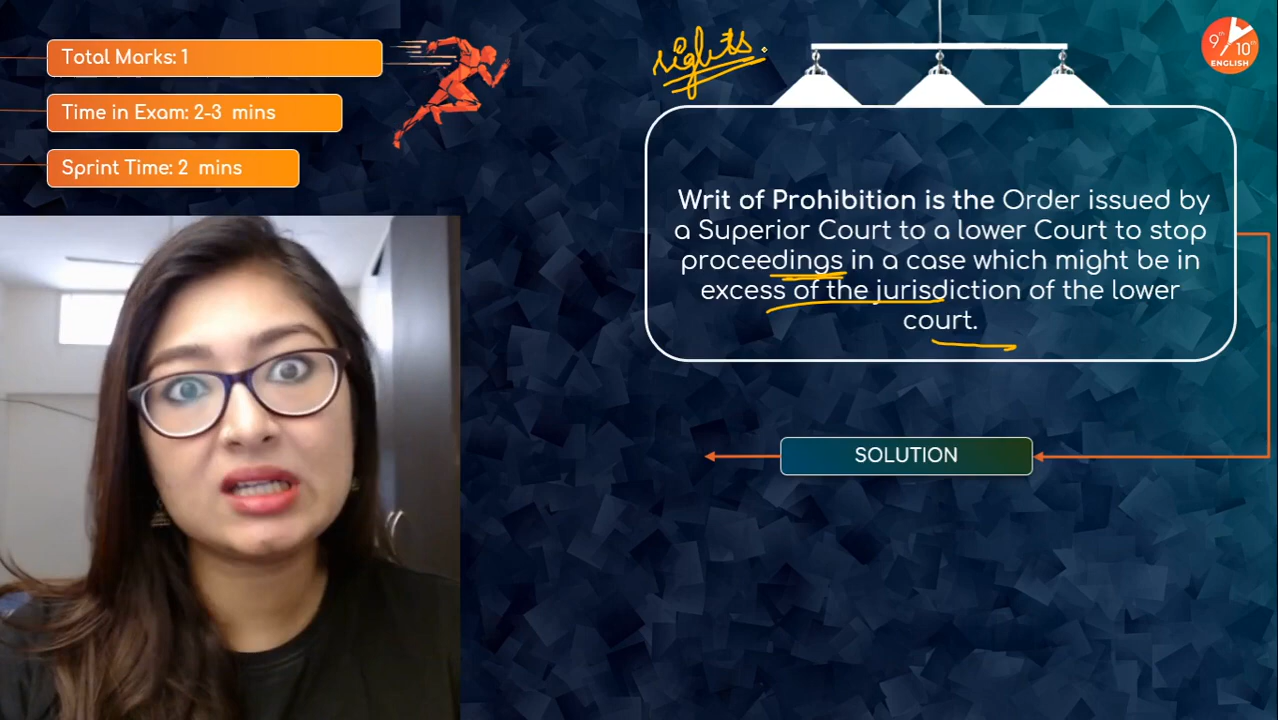 Total Marks: 1
Time in Exam: 2-3 mins
Sprint Time: 2 mins
rights
9th 10th
ENGLISH
Writ of Prohibition is the Order issued by
a Superior Court to a lower Court to stop
proceedings in a case which might be in
excess of the jurisdiction of the lower
court.
SOLUTION